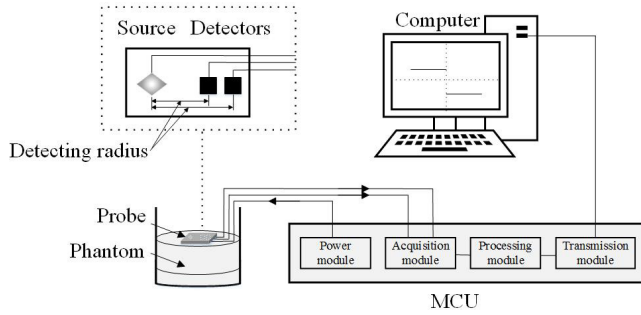 Source Detectors
Computer
Detecting radius
Probe
Phantom
Power
module
Acquisition
module
Processing
module
Transmission
module
MCU